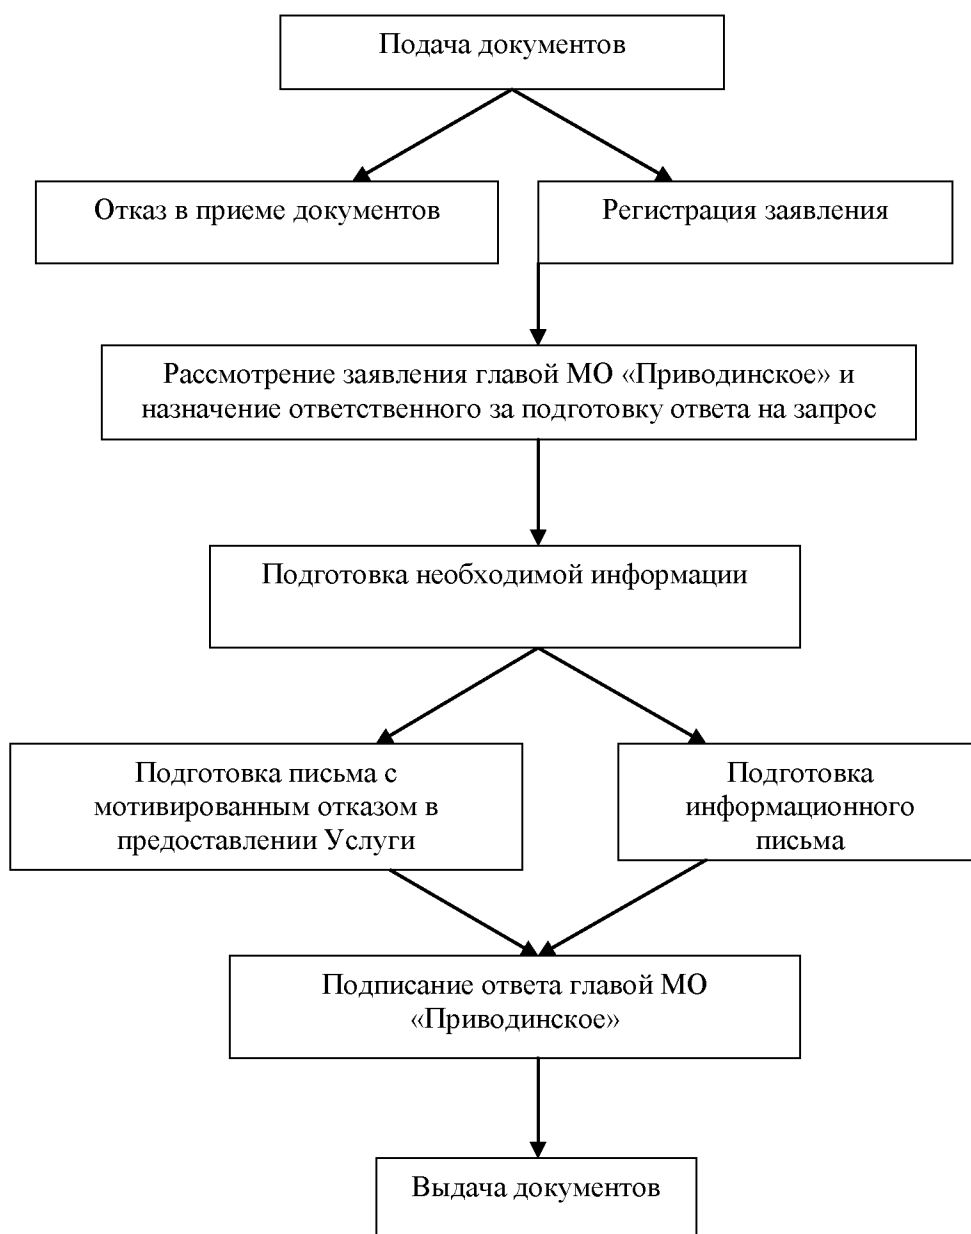 Подача документов
Отказ в приеме документов
Регистрация заявления
Рассмотрение заявления главой МО «Приводинское» и
назначение ответственного за подготовку ответа на запрос
Подготовка необходимой информации
Подготовка письма с
мотивированным отказом в
предоставлении Услуги
Подготовка
информационного
письма
Подписание ответа главой МО
«Приводинское»
Выдача документов